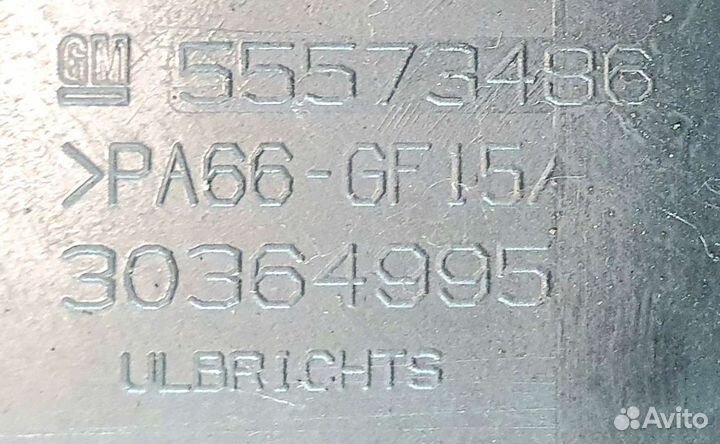 GM 55573486
>PA66-GF15<
30364995
ULBRICHTS
Avito